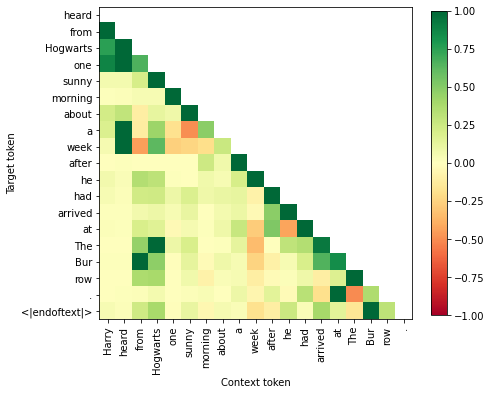 heard
from
Hogwarts
one
sunny
morning
about
a
week
after
he
had
arrived
at
The
Bur
row
.
<|endoftext|>
Target token
Harry
heard
from
Hogwarts
one
sunny
morning
about
a
week
after
he
had
arrived
at
The
Bur
row
.
Context token
1.00
0.75
0.50
0.25
0.00
−0.25
−0.50
−0.75
−1.00